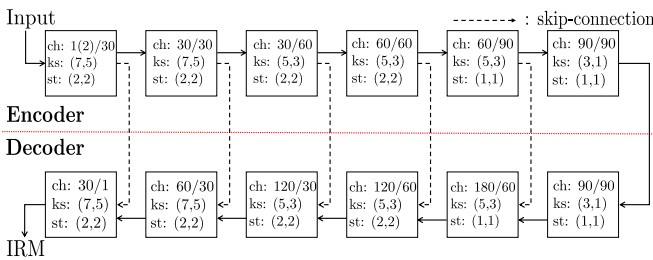 Input
: skip-connection
ch: 1(2)/30
ks: (7,5)
st: (2,2)
ch: 30/30
ks: (7,5)
st: (2,2)
ch: 30/60
ks: (5,3)
st: (2,2)
ch: 60/60
ks: (5,3)
st: (2,2)
ch: 60/90
ks: (5,3)
st: (1,1)
ch: 90/90
ks: (3,1)
st: (1,1)
Encoder
Decoder
ch: 30/1
ks: (7,5)
st: (2,2)
ch: 60/30
ks: (7,5)
st: (2,2)
ch: 120/30
ks: (5,3)
st: (2,2)
ch: 120/60
ks: (5,3)
st: (2,2)
ch: 180/60
ks: (5,3)
st: (1,1)
ch: 90/90
ks: (3,1)
st: (1,1)
IRM